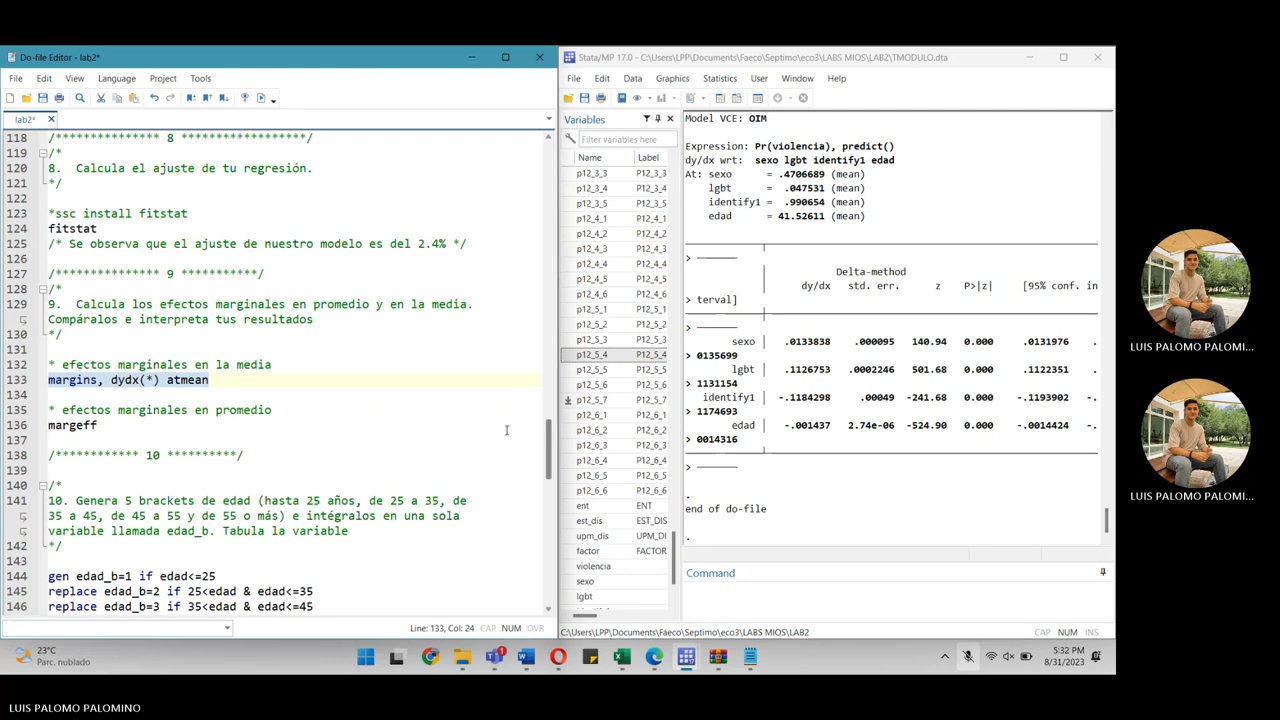 Do-file Editor - lab2*
File Edit View Language Project Tools
lab2*
118 /*************** 8 ******************/
119 /*
120 8. Calcula el ajuste de tu regresión.
121 */
122
123 *ssc install fitstat
124 fitstat
125 /* Se observa que el ajuste de nuestro modelo es del 2.4% */
126
127 /*************** 9 ***********/
128 /*
129 9. Calcula los efectos marginales en promedio y en la media.
Compáralos e interpreta tus resultados
130 */
131
132 * efectos marginales en la media
133 margins, dydx(*) atmean
134
135 * efectos marginales en promedio
136 margeff
137
138 /************ 10 **********/
139
140 /*
141 10. Genera 5 brackets de edad (hasta 25 años, de 25 a 35, de
35 a 45, de 45 a 55 y de 55 o más) e intégralos en una sola
variable llamada edad_b. Tabula la variable
142 */
143
144 gen edad_b=1 if edad<=25
145 replace edad_b=2 if 25<edad & edad<=35
146 replace edad_b=3 if 35<edad & edad<=45
Line: 133, Col: 24 CAP NUM OVR
Stata/MP 17.0 - C:\Users\LPP\Documents\Faeco\Septimo\eco3\LABS MIOS\LAB2\TMODULO.dta
File Edit Data Graphics Statistics User Window Help
Variables
Filter variables here
Name Label
p12_3_3 P12_3_3
p12_3_4 P12_3_4
p12_3_5 P12_3_5
p12_4_1 P12_4_1
p12_4_2 P12_4_2
p12_4_3 P12_4_3
p12_4_4 P12_4_4
p12_4_5 P12_4_5
p12_4_6 P12_4_6
p12_5_1 P12_5_1
p12_5_2 P12_5_2
p12_5_3 P12_5_3
p12_5_4 P12_5_4
p12_5_5 P12_5_5
p12_5_6 P12_5_6
p12_5_7 P12_5_7
p12_6_1 P12_6_1
p12_6_2 P12_6_2
p12_6_3 P12_6_3
p12_6_4 P12_6_4
p12_6_5 P12_6_5
p12_6_6 P12_6_6
ent ENT
est_dis EST_DIS
upm_dis UPM_DI
factor FACTOR
violencia
sexo
lgbt
Model VCE: OIM
Expression: Pr(violencia), predict()
dy/dx wrt: sexo lgbt identify1 edad
At: sexo = .4706689 (mean)
lgbt = .047531 (mean)
identify1 = .990654 (mean)
edad = 41.52611 (mean)
>
Delta-method
dy/dx std. err. z P>|z| [95% conf. in
> terval]
>
sexo .0133838 .000095 140.94 0.000 .0131976 .
> 0135699
lgbt .1126753 .0002246 501.68 0.000 .1122351 .
> 1131154
identify1 -.1184298 .00049 -241.68 0.000 -.1193902 -.
> 1174693
edad -.001437 2.74e-06 -524.90 0.000 -.0014424 -.
> 0014316
>
.
end of do-file
.
Command
C:\Users\LPP\Documents\Faeco\Septimo\eco3\LABS MIOS\LAB2 CAP NUM INS
23°C
Parc. nublado
5:32 PM
8/31/2023
LUIS PALOMO PALOMI...
LUIS PALOMO PALOMI...
LUIS PALOMO PALOMINO